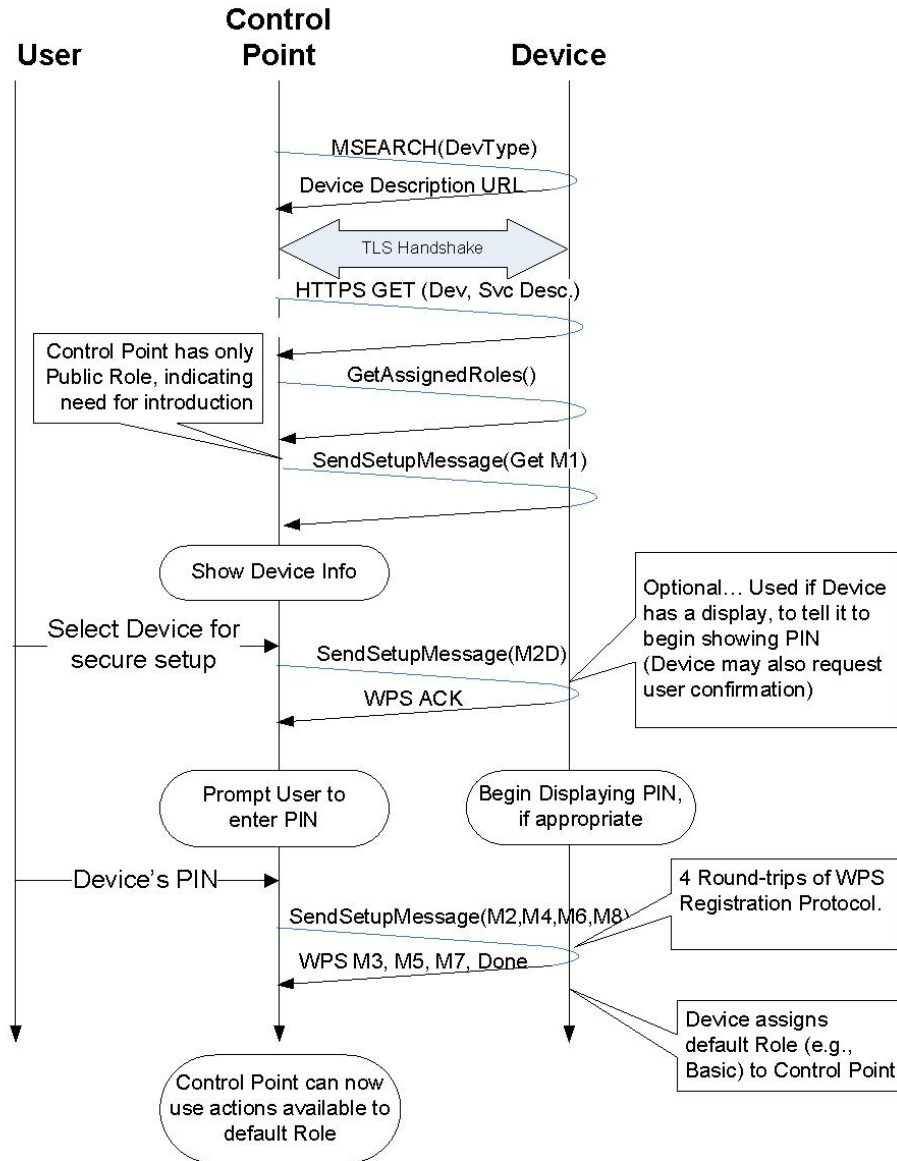 User
Control
Point
Device
MSEARCH(DevType)
Device Description URL
TLS Handshake
HTTPS GET (Dev, Svc Desc.)
Control Point has only
Public Role, indicating
need for introduction
GetAssignedRoles()
SendSetupMessage(Get M1)
Show Device Info
Optional... Used if Device
has a display, to tell it to
begin showing PIN
(Device may also request
user confirmation)
Select Device for
secure setup
SendSetupMessage(M2D)
WPS ACK
Prompt User to
enter PIN
Begin Displaying PIN,
if appropriate
Device's PIN
4 Round-trips of WPS
Registration Protocol.
SendSetupMessage(M2,M4,M6,M8)
WPS M3, M5, M7, Done
Device assigns
default Role (e.g.,
Basic) to Control Point
Control Point can now
use actions available to
default Role